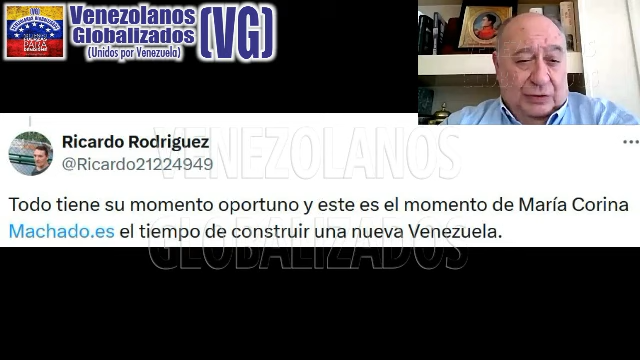 Venezolanos
Globalizados
(Unidos por Venezuela)
(VG)
VENEZOLANOS
Ricardo Rodriguez
@Ricardo21224949
Todo tiene su momento oportuno y este es el momento de María Corina
Machado.es el tiempo de construir una nueva Venezuela.
GLOBALIZADOS